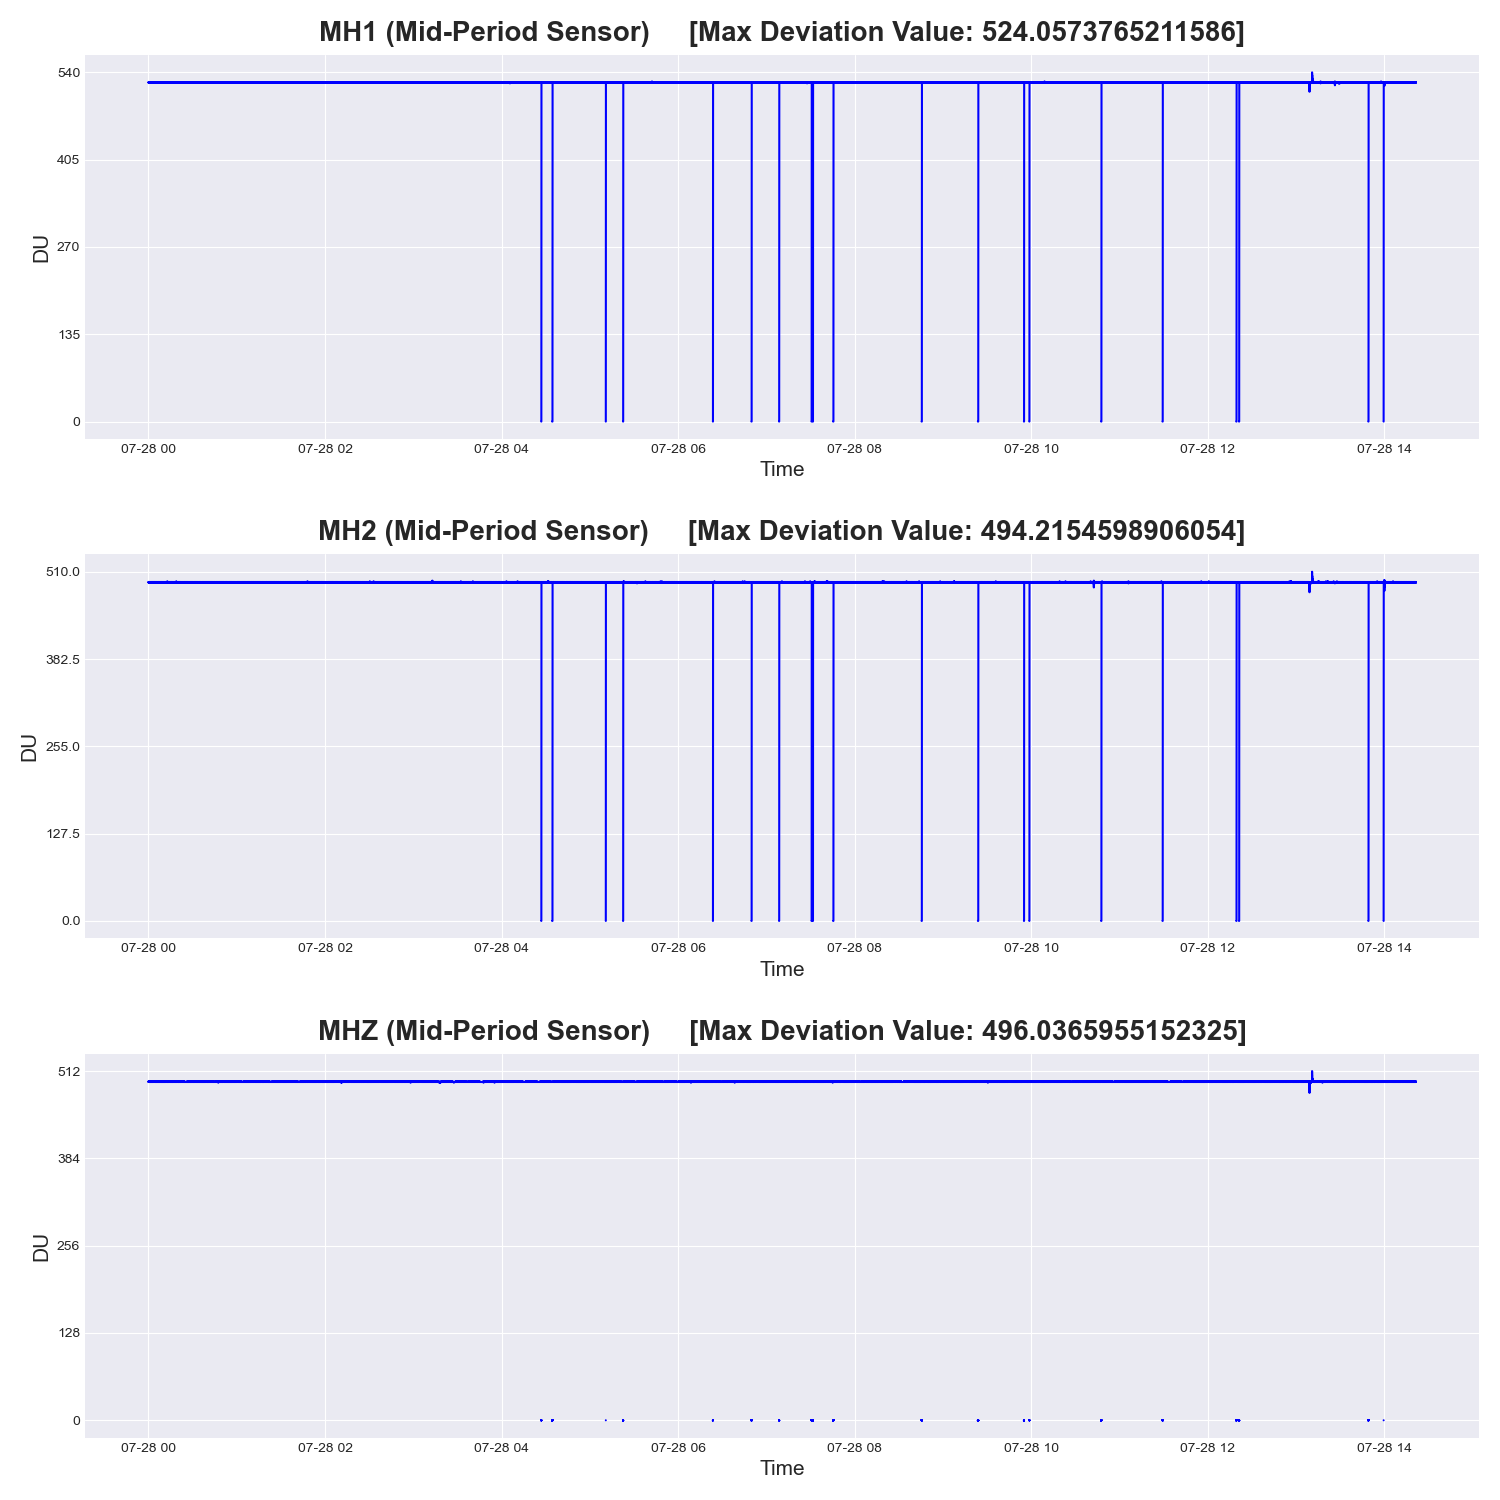 MH1 (Mid-Period Sensor) [Max Deviation Value: 524.0573765211586]
540
405
270
135
0
DU
07-28 00 07-28 02 07-28 04 07-28 06 07-28 08 07-28 10 07-28 12 07-28 14
Time
MH2 (Mid-Period Sensor) [Max Deviation Value: 494.2154598906054]
510.0
382.5
255.0
127.5
0.0
DU
07-28 00 07-28 02 07-28 04 07-28 06 07-28 08 07-28 10 07-28 12 07-28 14
Time
MHZ (Mid-Period Sensor) [Max Deviation Value: 496.0365955152325]
512
384
256
128
0
DU
07-28 00 07-28 02 07-28 04 07-28 06 07-28 08 07-28 10 07-28 12 07-28 14
Time